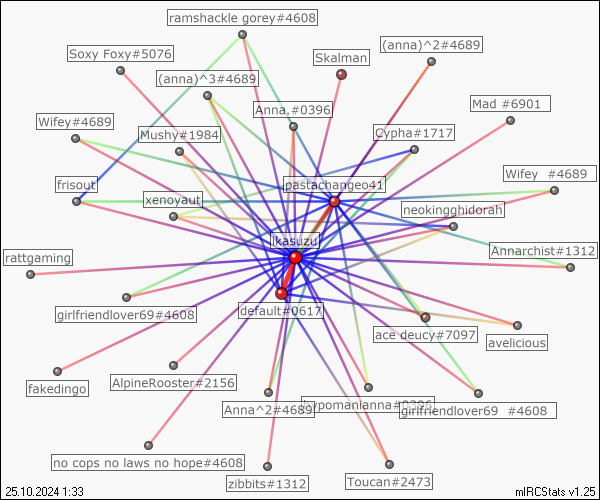 ramshackle gorey#4608
Soxy Foxy#5076
Skalman
(anna)^2#4689
(anna)^3#4689
Anna.#0396
Mad #6901
Wifey#4689
Mushy#1984
Cypha#1717
frisout
pastachangeo41
Wifey #4689
xenoyaut
neokingghidorah
jkasuzu
Annarchist#1312
rattgaming
girlfriendlover69#4608
default#0617
ace deucy#7097
avelicious
fakedingo
AlpineRooster#2156
Anna^2#4689
girlfriendlover69 #4608
no cops no laws no hope#4608
zibbits#1312
Toucan#2473
25.10.2024 1:33
mIRCStats v1.25